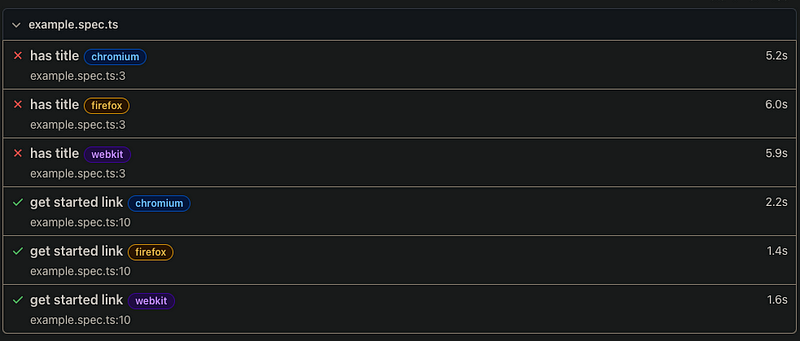 example.spec.ts
has title chromium 5.2s
example.spec.ts:3
has title firefox 6.0s
example.spec.ts:3
has title webkit 5.9s
example.spec.ts:3
get started link chromium 2.2s
example.spec.ts:10
get started link firefox 1.4s
example.spec.ts:10
get started link webkit 1.6s
example.spec.ts:10